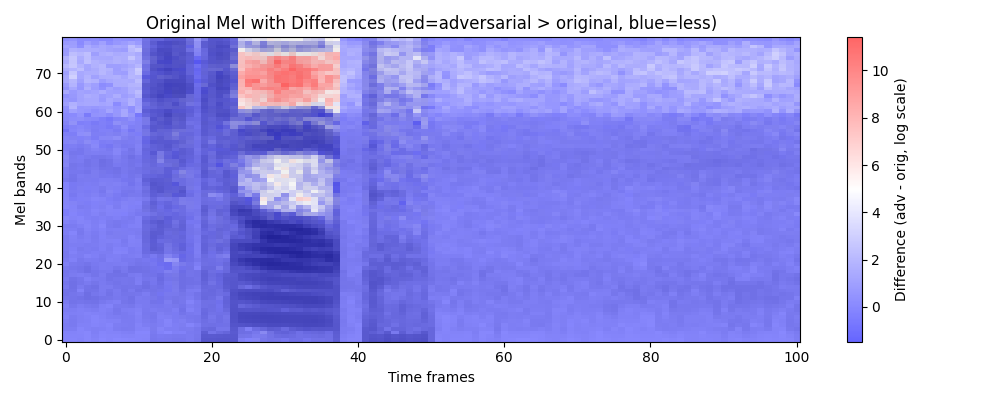 Original Mel with Differences (red=adversarial > original, blue=less)
Mel bands
70
60
50
40
30
20
10
0
0 20 40 60 80 100
Time frames
10
8
6
4
2
0
Difference (adv - orig, log scale)